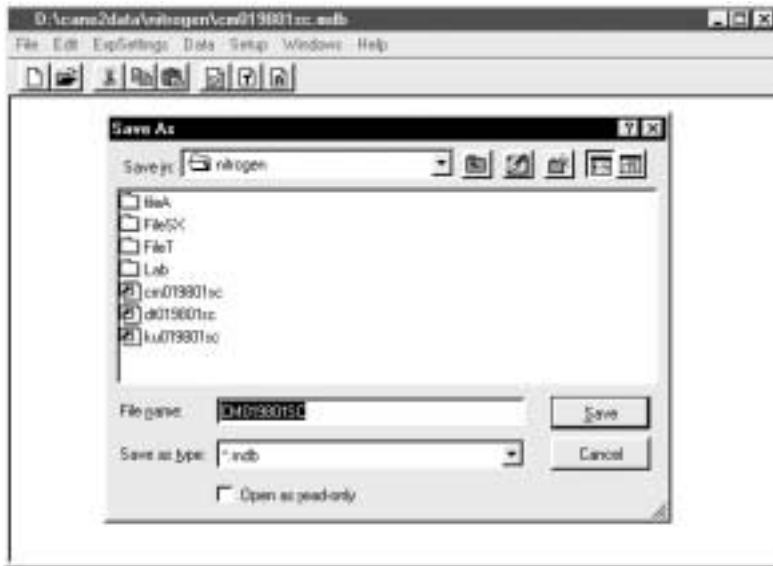 D:\camo2data\nitrogen\cm019801sc.mdb
File Edit ExpSettings Data Setup Windows Help
Save As
Save in: nitrogen
fileA
FileSX
FileT
Lab
cm019801sc
dt019801sc
ku019801sc
File name: CM019801SC Save
Save as type: *.mdb Cancel
Open as read-only